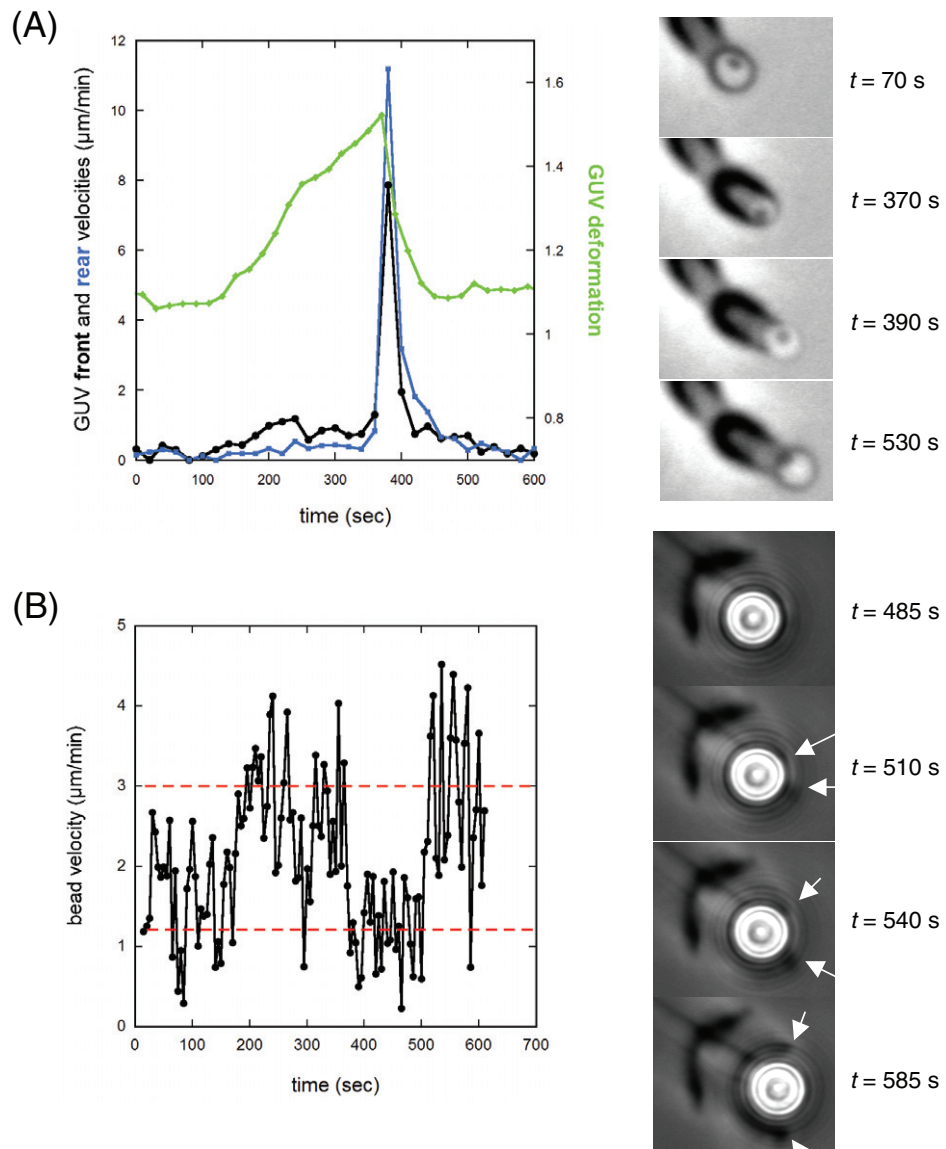 (A)
12
10
8
6
4
2
0
GUV front and rear velocities (µm/min)
1.6
1.4
1.2
1
0.8
GUV deformation
0 100 200 300 400 500 600
time (sec)
t = 70 s
t = 370 s
t = 390 s
t = 530 s
(B)
5
4
3
2
1
0
bead velocity (µm/min)
0 100 200 300 400 500 600 700
time (sec)
t = 485 s
t = 510 s
t = 540 s
t = 585 s